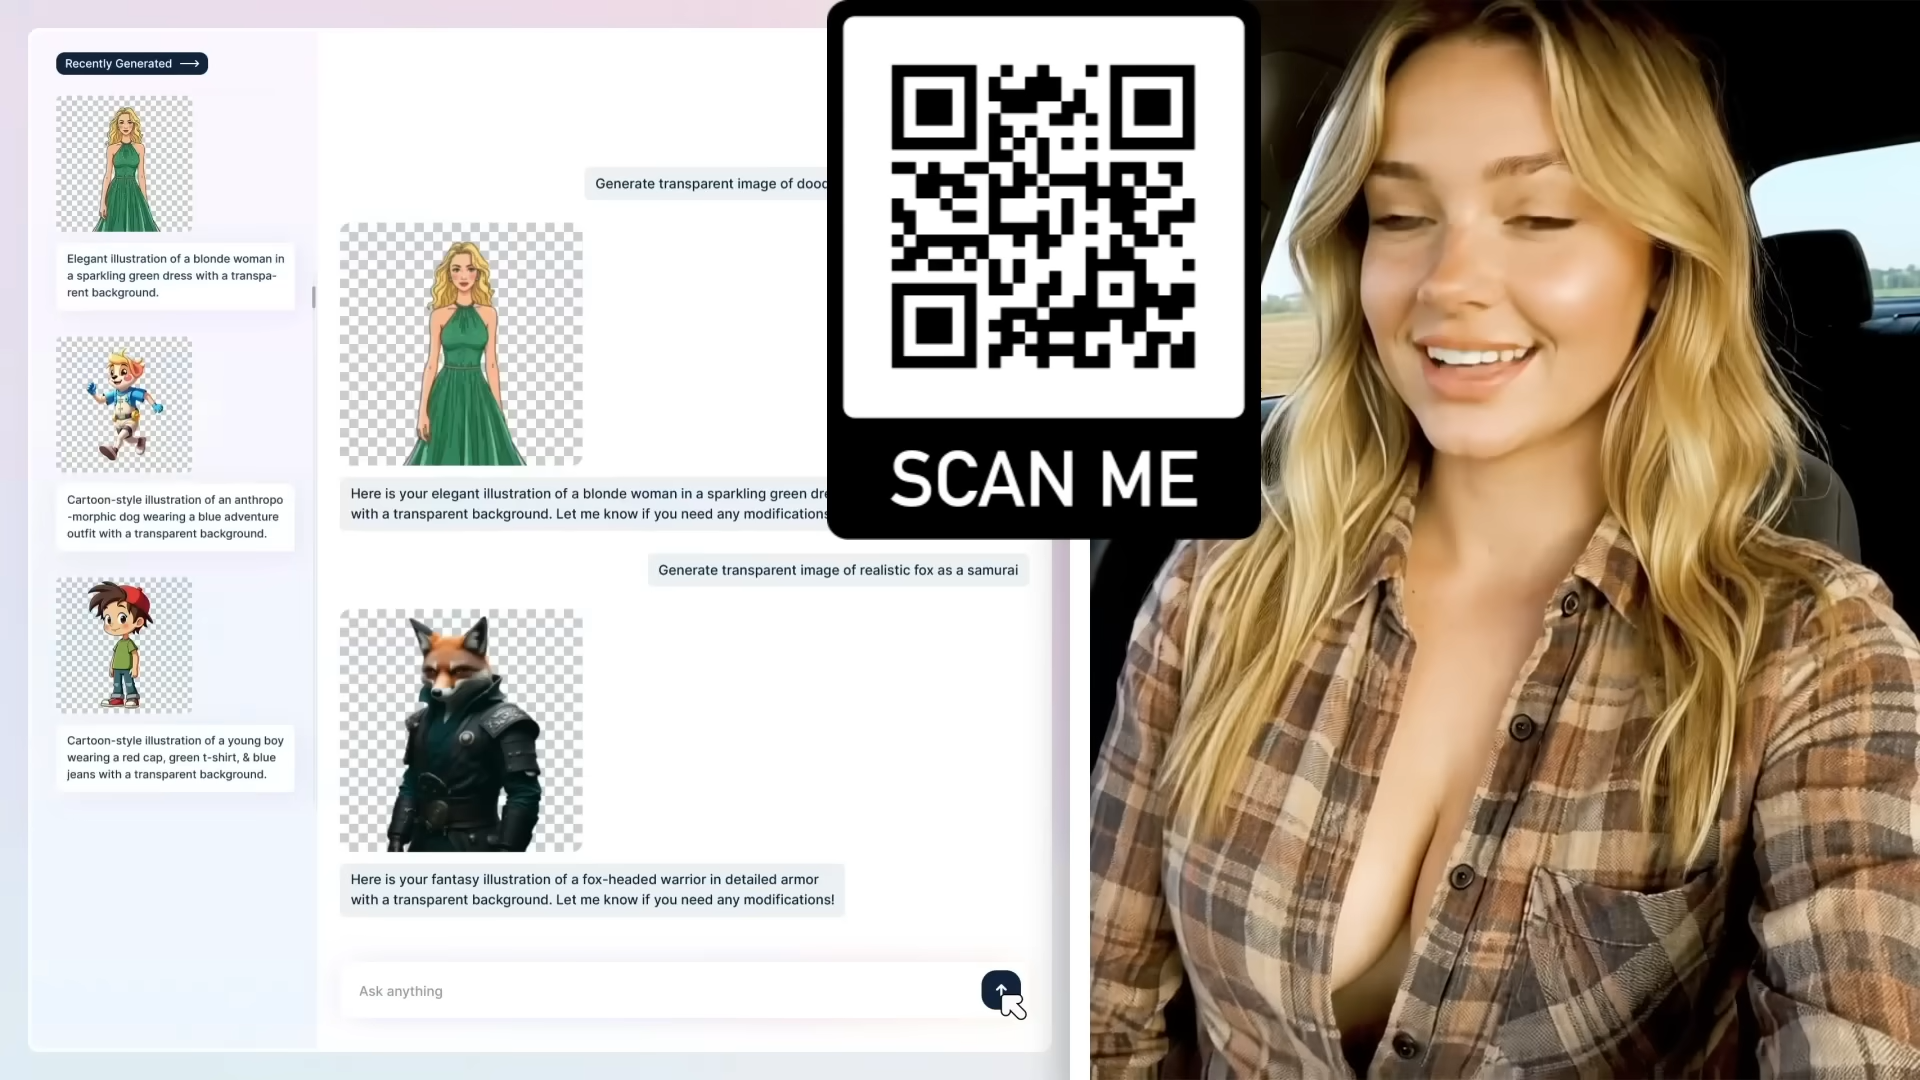 Recently Generated
Elegant illustration of a blonde woman in
a sparkling green dress with a transpa-
rent background.
Cartoon-style illustration of an anthropo
-morphic dog wearing a blue adventure
outfit with a transparent background.
Cartoon-style illustration of a young boy
wearing a red cap, green t-shirt, & blue
jeans with a transparent background.
Generate transparent image of
Here is your elegant illustration of a blonde woman in a sparkling green
with a transparent background. Let me know if you need any modifications
Generate transparent image of realistic fox as a samurai
Here is your fantasy illustration of a fox-headed warrior in detailed armor
with a transparent background. Let me know if you need any modifications!
Ask anything
SCAN ME